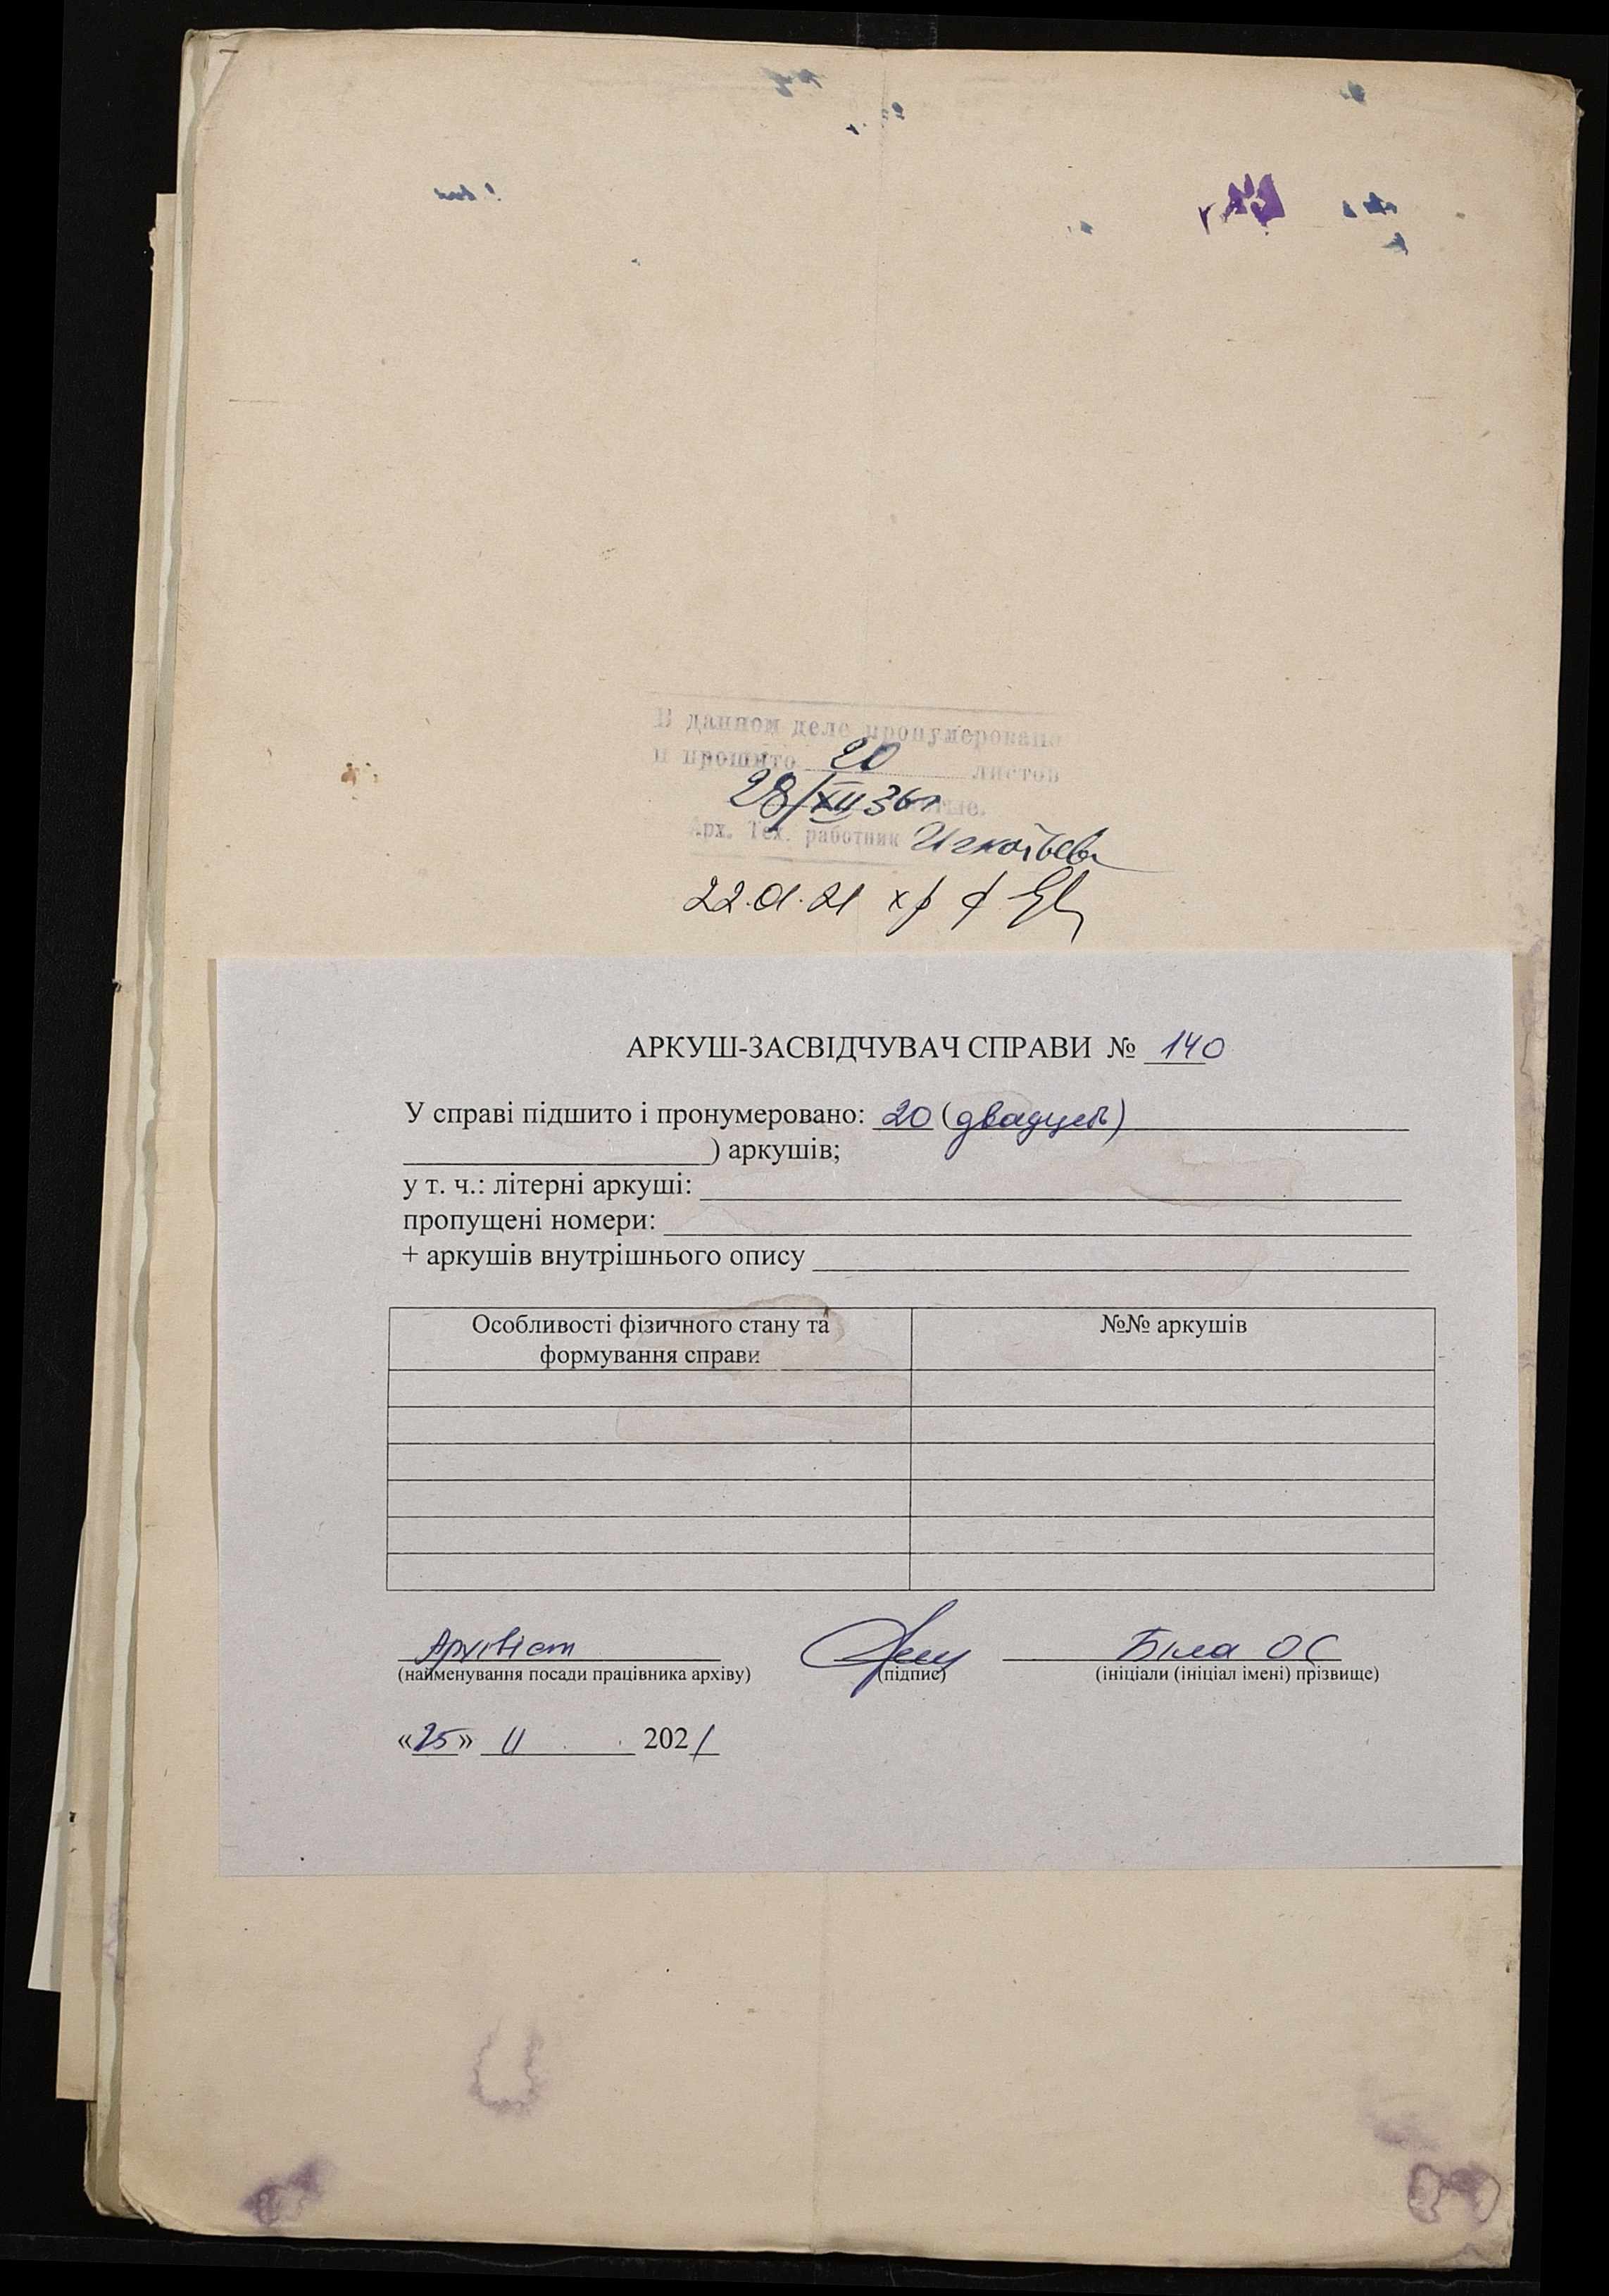 В данном деле пронумеровано
и прошито 20 листов
28/XII 36г
Арх. Тех. работник
22.01.21
АРКУШ-ЗАСВІДЧУВАЧ СПРАВИ № 140
У справі підшито і пронумеровано: 20 (двадцять)
) аркушів;
у т. ч.: літерні аркуші:
пропущені номери:
+ аркушів внутрішнього опису
Особливості фізичного стану та №№ аркушів
формування справи
Архівіст Біла ОС
(найменування посади працівника архіву) (підпис) (ініціали (ініціал імені) прізвище)
«25» 11 2021